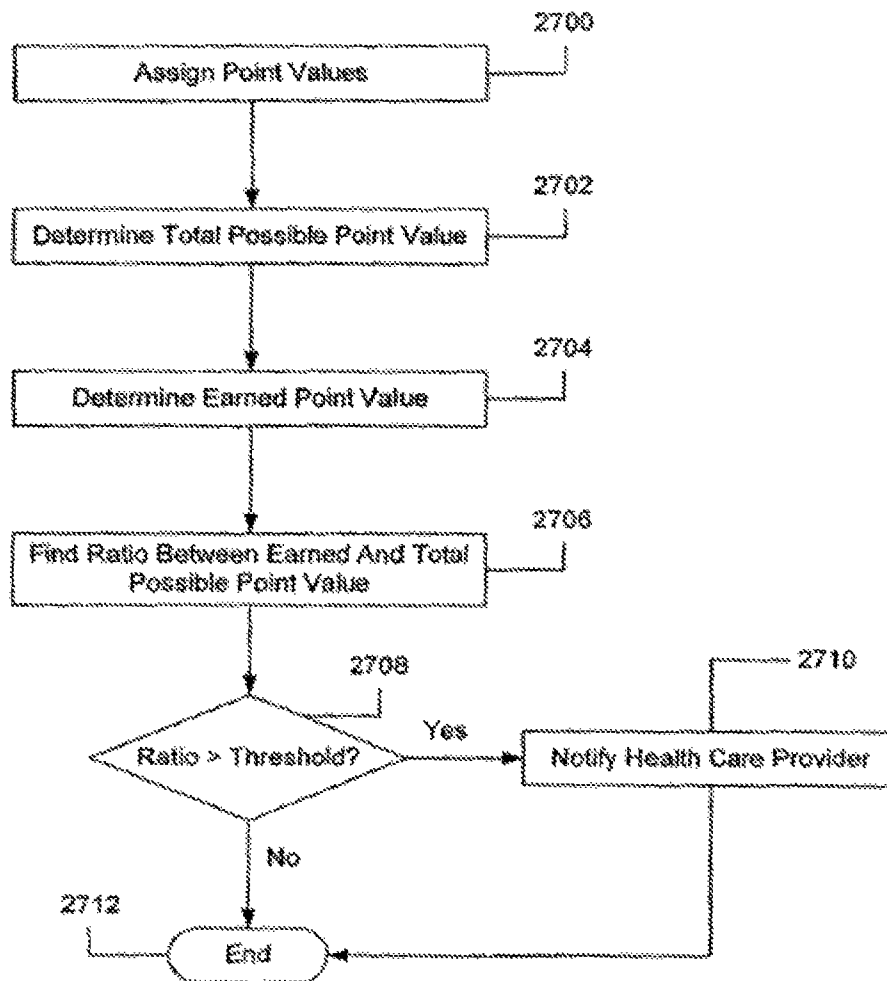 2700
Assign Point Values
2702
Determine Total Possible Point Value
2704
Determine Earned Point Value
2706
Find Ratio Between Earned And Total
Possible Point Value
2708
Ratio > Threshold?
Yes
2710
Notify Health Care Provider
No
2712
End